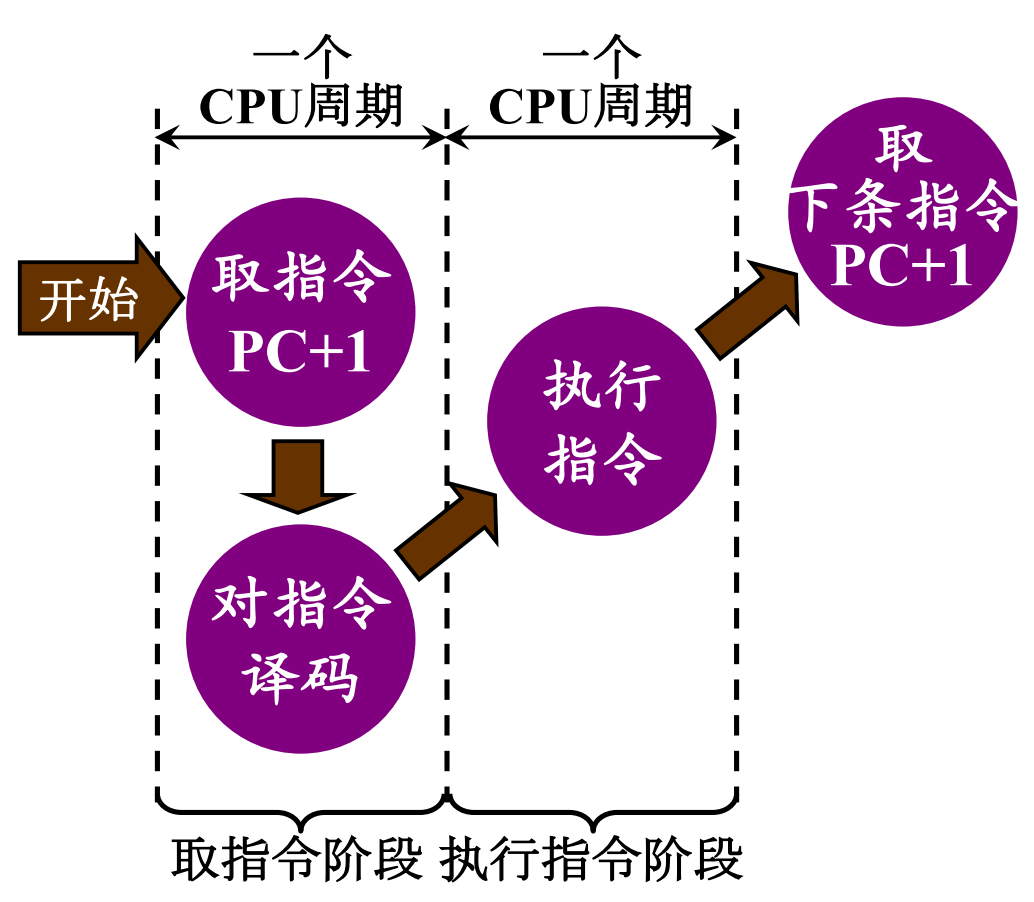 一个
CPU周期
一个
CPU周期
取
下条指令
PC+1
开始
取指令
PC+1
执行
指令
对指令
译码
取指令阶段
执行指令阶段